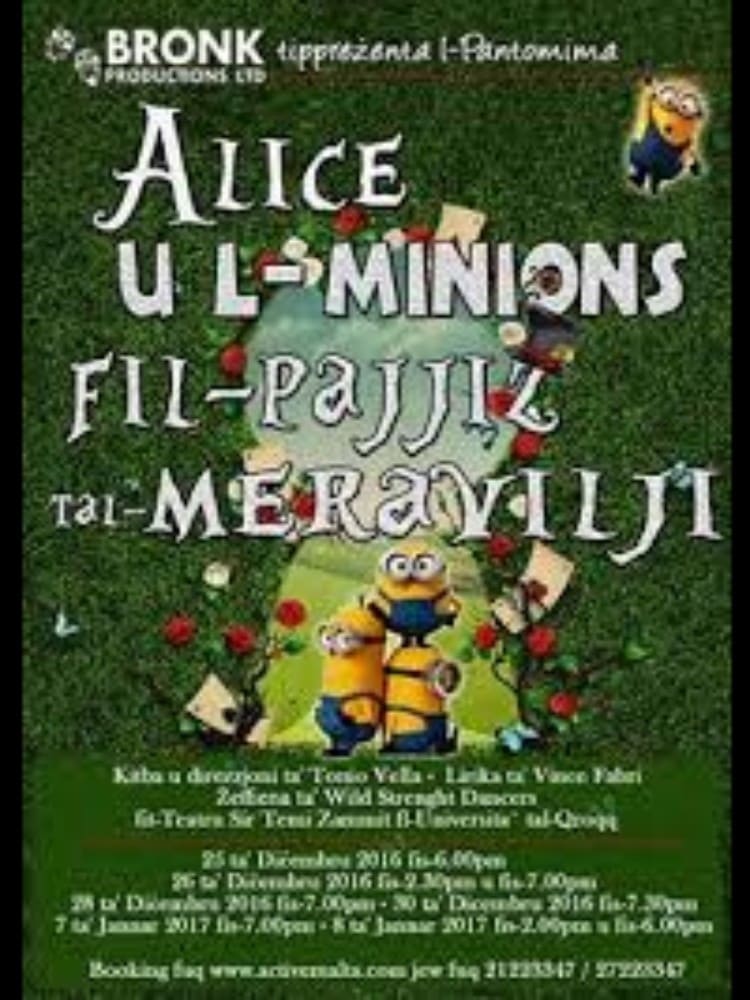 BRONK tippreżenta l-Pantomima
PRODUCTIONS LTD
ALICE
U L-MINIONS
FIL-PAJJIŻ
TAL-MERAVILJI
Kitba u direzzjoni ta' Tonio Vella - Lirika ta' Vince Fabri
Żeffiena ta' Wild Strenght Dancers
fit-Teatru Sir Temi Zammit fl-Universita` tal-Qroqq
25 ta' Diċembru 2016 fis-6.00pm
26 ta' Diċembru 2016 fis-2.30pm u fis-7.00pm
28 ta' Diċembru 2016 fis-7.00pm - 30 ta' Diċembru 2016 fis-7.30pm
7 ta' Jannar 2017 fis-7.00pm - 8 ta' Jannar 2017 fis-2.00pm u fis-6.00pm
Booking fuq www.activemalta.com jew fuq 21223347 / 27223347